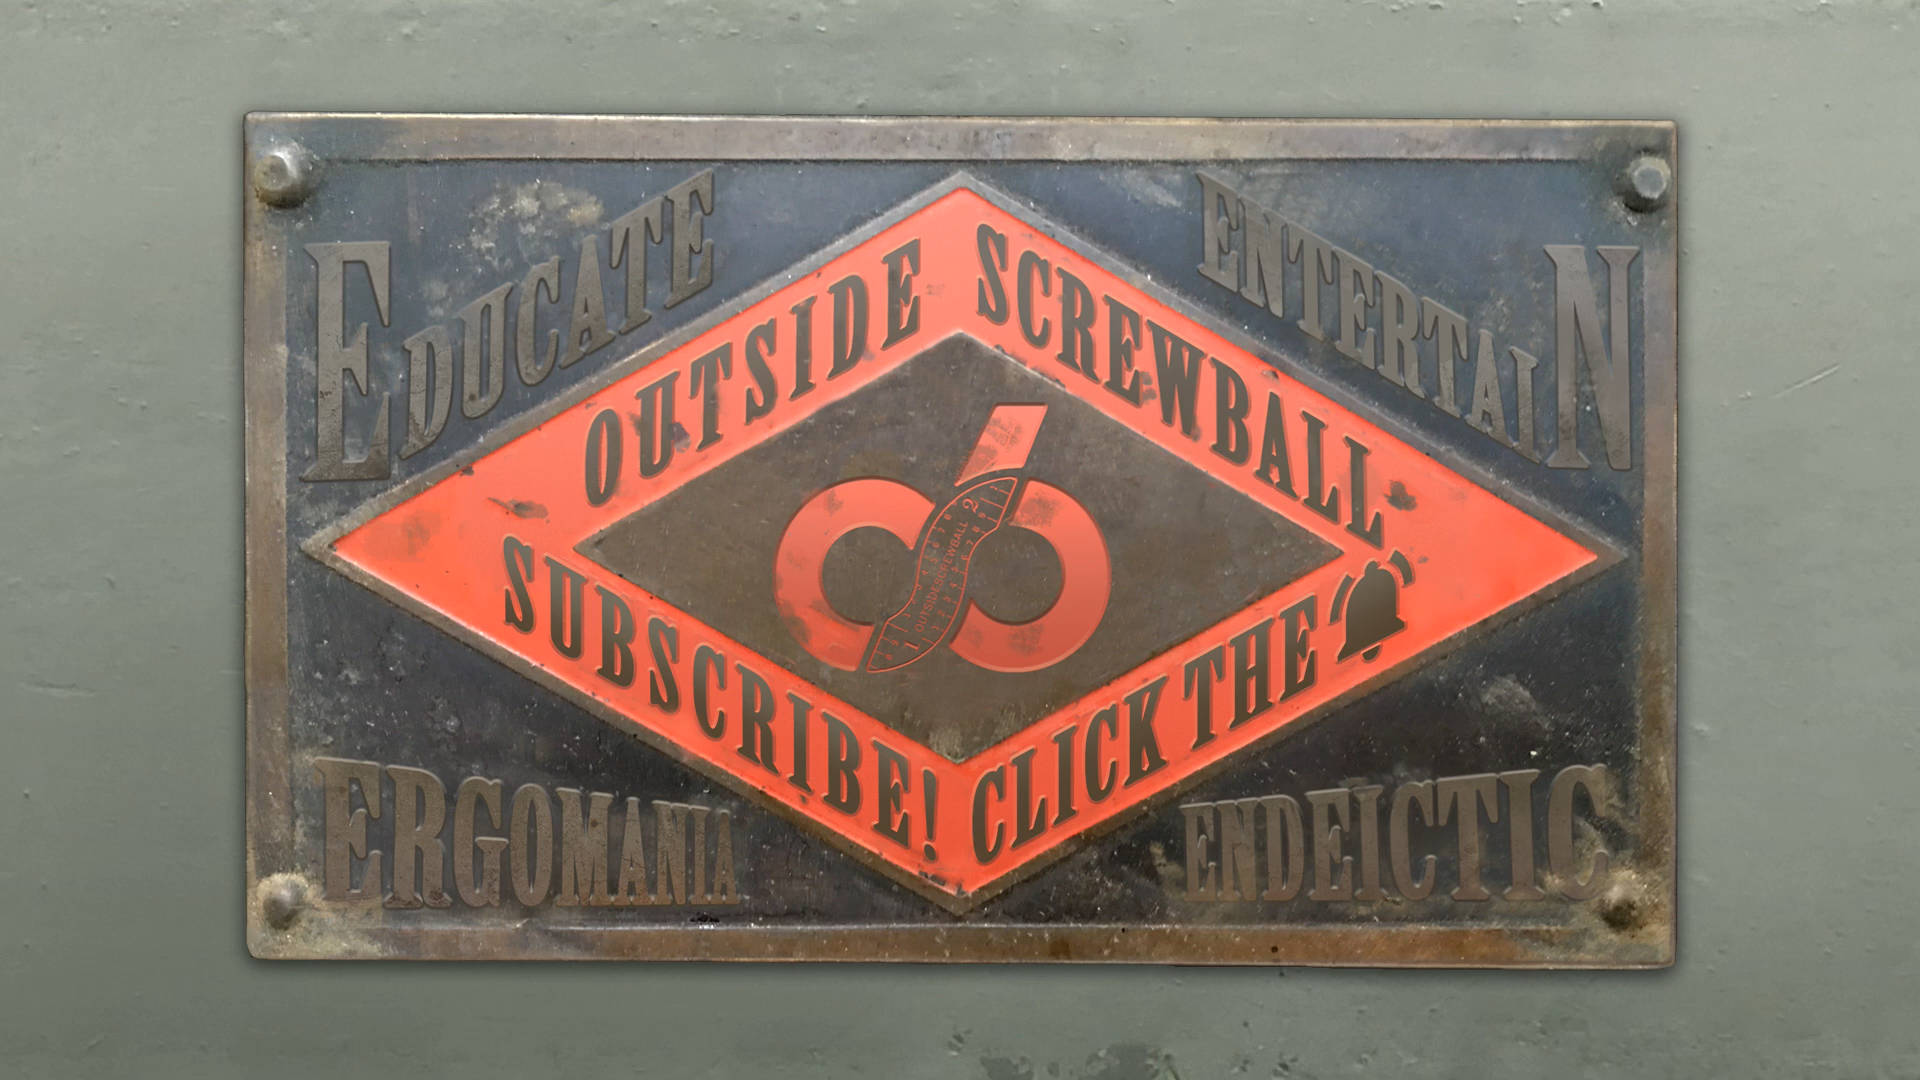 EDUCATE
ENTERTAIN
OUTSIDE SCREWBALL
OUTSIDESCREWBALL
SUBSCRIBE! CLICK THE
ERGOMANIA
ENDEICTIC